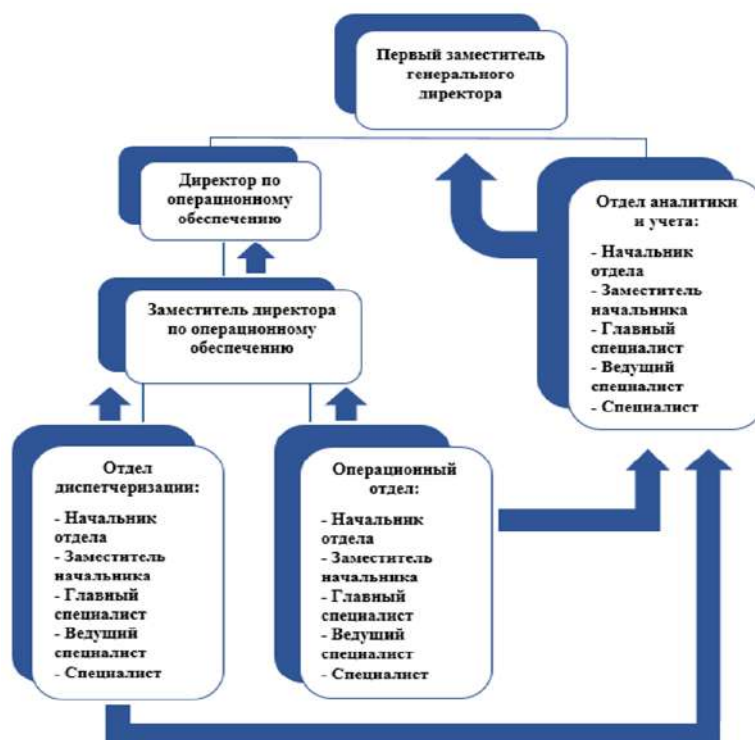 Первый заместитель
генерального
директора
Директор по
операционному
обеспечению
Заместитель директора
по операционному
обеспечению
Отдел аналитики
и учета:
- Начальник
отдела
- Заместитель
начальника
- Главный
специалист
- Ведущий
специалист
- Специалист
Отдел
диспетчеризации:
- Начальник
отдела
- Заместитель
начальника
- Главный
специалист
- Ведущий
специалист
- Специалист
Операционный
отдел:
- Начальник
отдела
- Заместитель
начальника
- Главный
специалист
- Ведущий
специалист
- Специалист